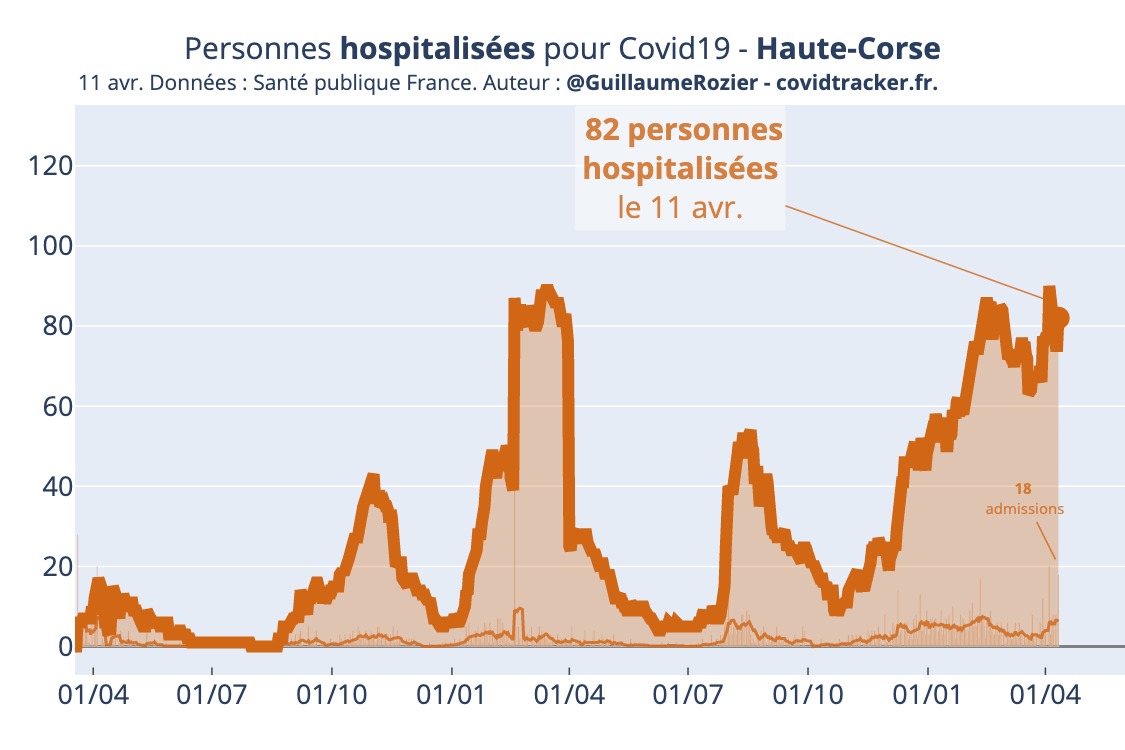 Personnes hospitalisées pour Covid19 - Haute-Corse
11 avr. Données : Santé publique France. Auteur : @GuillaumeRozier - covidtracker.fr.
82 personnes
hospitalisées
le 11 avr.
120
100
80
60
40
20
0
18
admissions
01/04 01/07 01/10 01/01 01/04 01/07 01/10 01/01 01/04